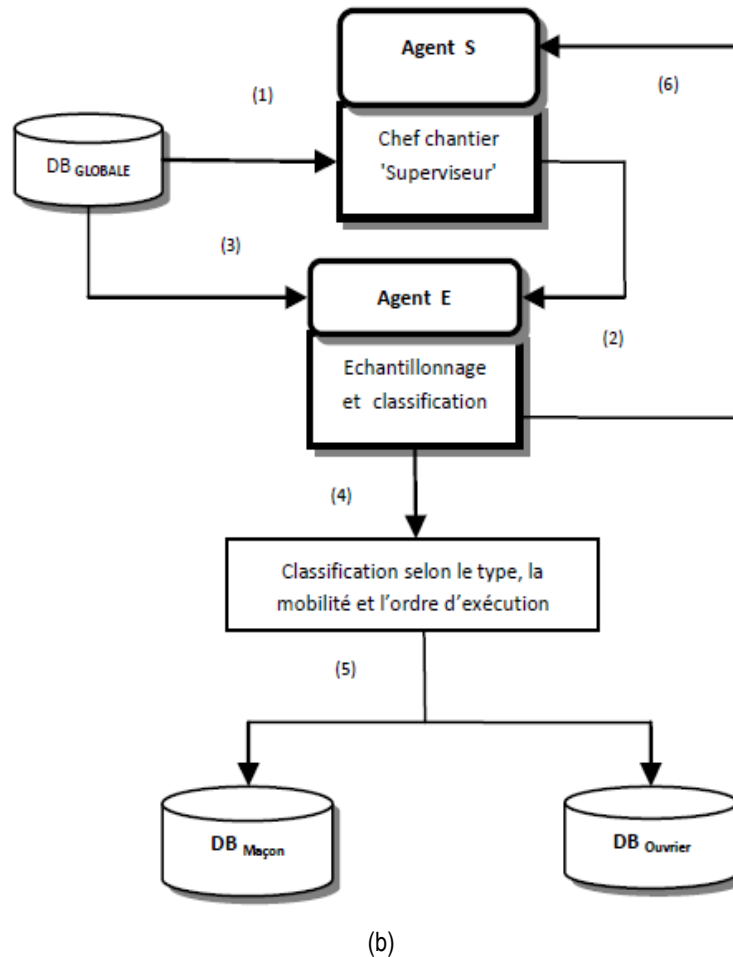 Agent S
(6)
(1)
Chef chantier
'Superviseur'
DB GLOBALE
(3)
Agent E
(2)
Echantillonnage
et classification
(4)
Classification selon le type, la
mobilité et l'ordre d'exécution
(5)
DB Maçon
DB Ouvrier
(b)